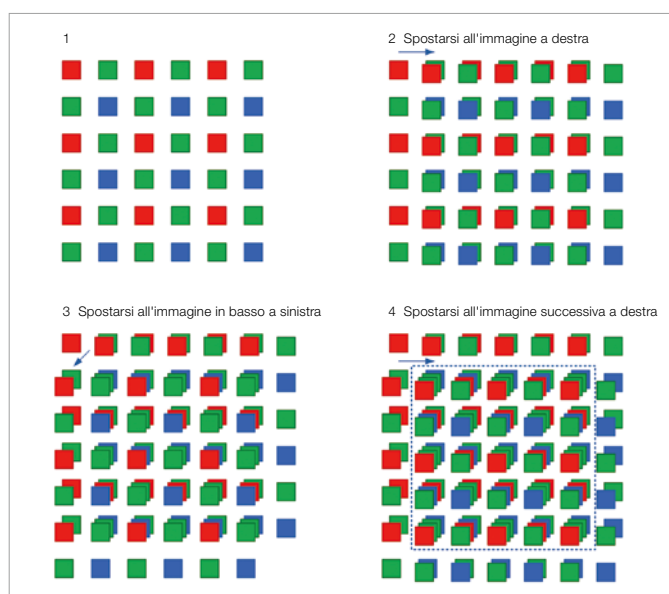 1
2 Spostarsi all'immagine a destra
3 Spostarsi all'immagine in basso a sinistra
4 Spostarsi all'immagine successiva a destra